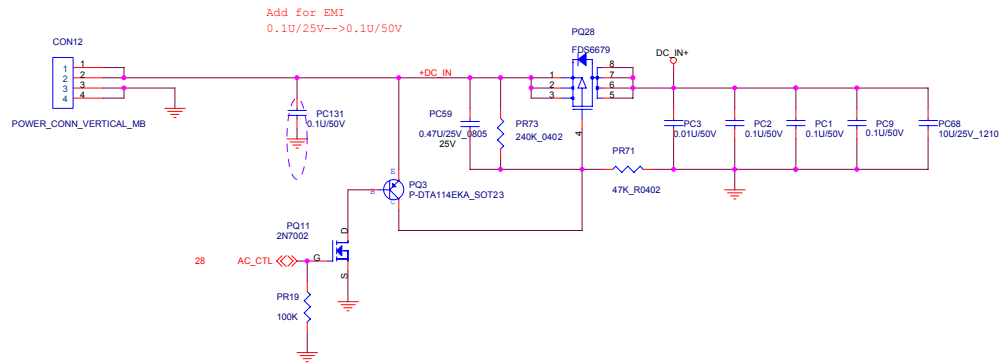 Add for EMI
0.1U/25V-->0.1U/50V
CON12
1
2
3
4
1
2
3
4
POWER_CONN_VERTICAL_MB
PC131
0.1U/50V
+DC_IN
PQ28
FDS6679
1
2
3
8
7
6
5
4
DC_IN+
PC59
0.47U/25V_0805
25V
PR73
240K_0402
PR71
47K_R0402
PC3
0.01U/50V
PC2
0.1U/50V
PC1
0.1U/50V
PC9
0.1U/50V
PC68
10U/25V_1210
E
B
C
PQ3
P-DTA114EKA_SOT23
PQ11
2N7002
D
G
S
28
AC_CTL
PR19
100K